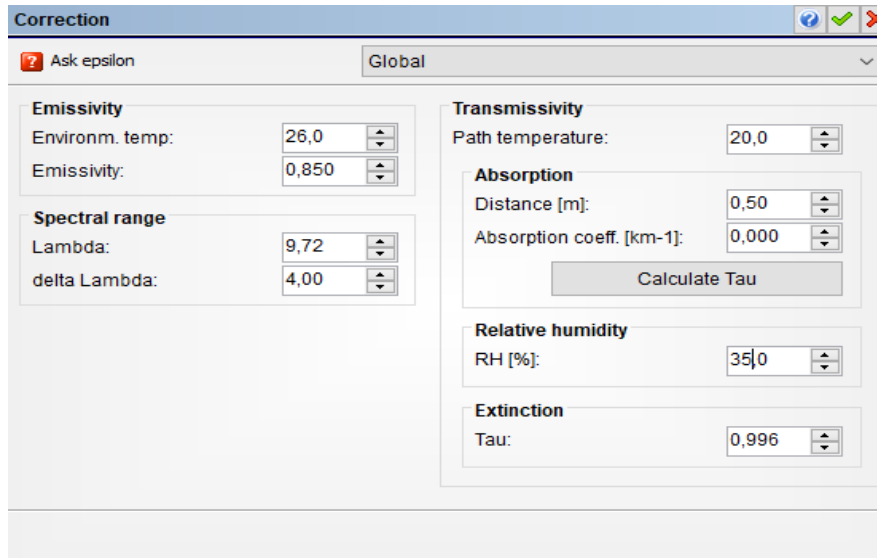 Correction
Ask epsilon
Global
Emissivity
Environm. temp: 26,0
Emissivity: 0,850
Spectral range
Lambda: 9,72
delta Lambda: 4,00
Transmissivity
Path temperature: 20,0
Absorption
Distance [m]: 0,50
Absorption coeff. [km-1]: 0,000
Calculate Tau
Relative humidity
RH [%]: 35,0
Extinction
Tau: 0,996